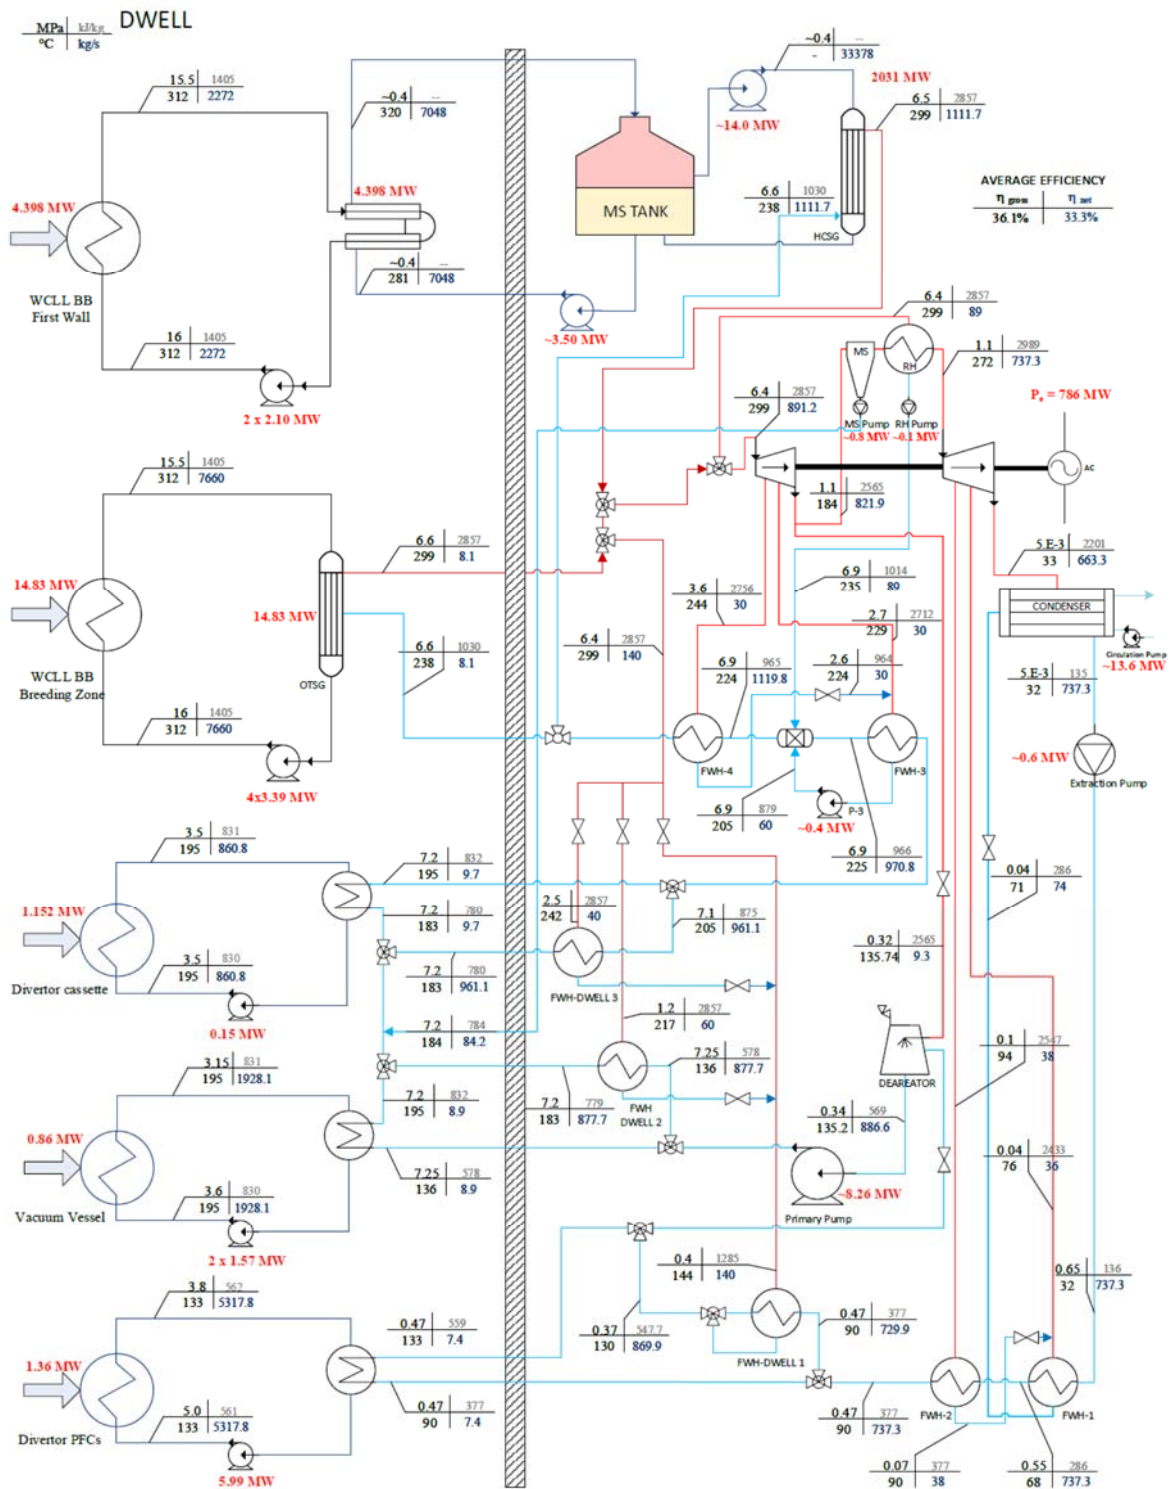 DWELL
MPa kJ/kg
°C kg/s
15.5 1405
312 2272
~0.4 --
320 7048
4.398 MW
4.398 MW
WCLL BB
First Wall
~0.4 --
281 7048
16 1405
312 2272
2 x 2.10 MW
MS TANK
~3.50 MW
~14.0 MW
~0.4 --
- 33378
2031 MW
6.5 2857
299 1111.7
6.6 1030
238 1111.7
HCSG
AVERAGE EFFICIENCY
η gross η net
36.1% 33.3%
6.4 2857
299 89
MS
RH
1.1 2989
272 737.3
6.4 2857
299 891.2
MS Pump
~0.8 MW
RH Pump
~0.1 MW
Pe = 786 MW
AC
1.1 2565
184 821.9
15.5 1405
312 7660
6.6 2857
299 8.1
14.83 MW
14.83 MW
WCLL BB
Breeding Zone
OTSG
6.6 1030
238 8.1
16 1405
312 7660
4x3.39 MW
5.E-3 2201
33 663.3
CONDENSER
Circulation Pump
~13.6 MW
5.E-3 135
32 737.3
~0.6 MW
Extraction Pump
6.9 1014
235 89
3.6 2756
244 30
2.7 2712
229 30
6.4 2857
299 140
6.9 965
224 1119.8
2.6 964
224 30
FWH-4
FWH-3
6.9 879
205 60
P-3
~0.4 MW
6.9 966
225 970.8
0.04 286
71 74
3.5 831
195 860.8
7.2 832
195 9.7
1.152 MW
7.2 780
183 9.7
2.5 2857
242 40
7.1 875
205 961.1
0.32 2565
135.74 9.3
Divertor cassette
3.5 830
195 860.8
7.2 780
183 961.1
FWH-DWELL 3
0.15 MW
7.2 784
184 84.2
1.2 2857
217 60
DEAREATOR
0.1 2547
94 38
3.15 831
195 1928.1
7.2 832
195 8.9
7.2 779
183 877.7
FWH
DWELL 2
7.25 578
136 877.7
0.34 569
135.2 886.6
0.04 2433
76 36
0.86 MW
Vacuum Vessel
3.6 830
195 1928.1
7.25 578
136 8.9
~8.26 MW
Primary Pump
2 x 1.57 MW
0.4 1285
144 140
0.65 136
32 737.3
3.8 562
133 5317.8
0.47 559
133 7.4
0.37 547.7
130 869.9
FWH-DWELL 1
0.47 377
90 729.9
1.36 MW
Divertor PFCs
5.0 561
133 5317.8
0.47 377
90 7.4
0.47 377
90 737.3
FWH-2
FWH-1
5.99 MW
0.07 377
90 38
0.55 286
68 737.3